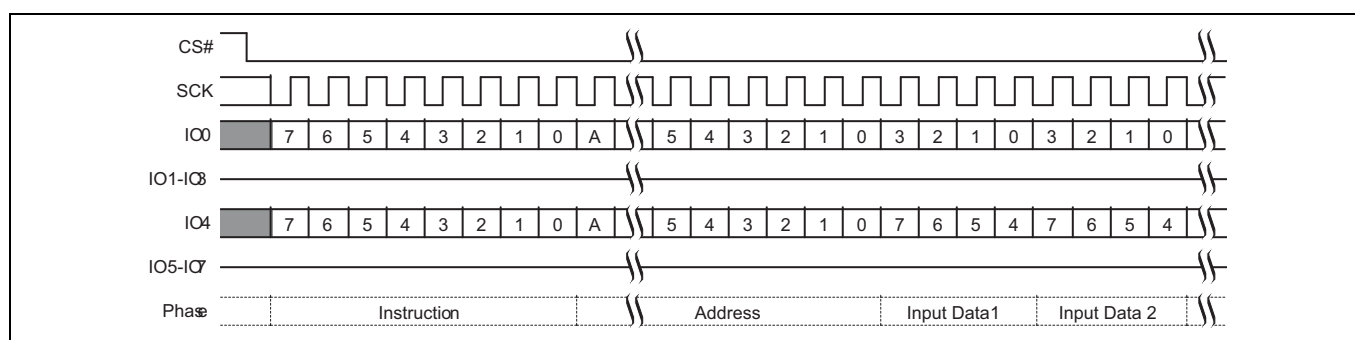 CS#
SCK
IO0 7 6 5 4 3 2 1 0 A 5 4 3 2 1 0 3 2 1 0 3 2 1 0
IO1-IO3
IO4 7 6 5 4 3 2 1 0 A 5 4 3 2 1 0 7 6 5 4 7 6 5 4
IO5-IO7
Phase Instruction Address Input Data1 Input Data 2